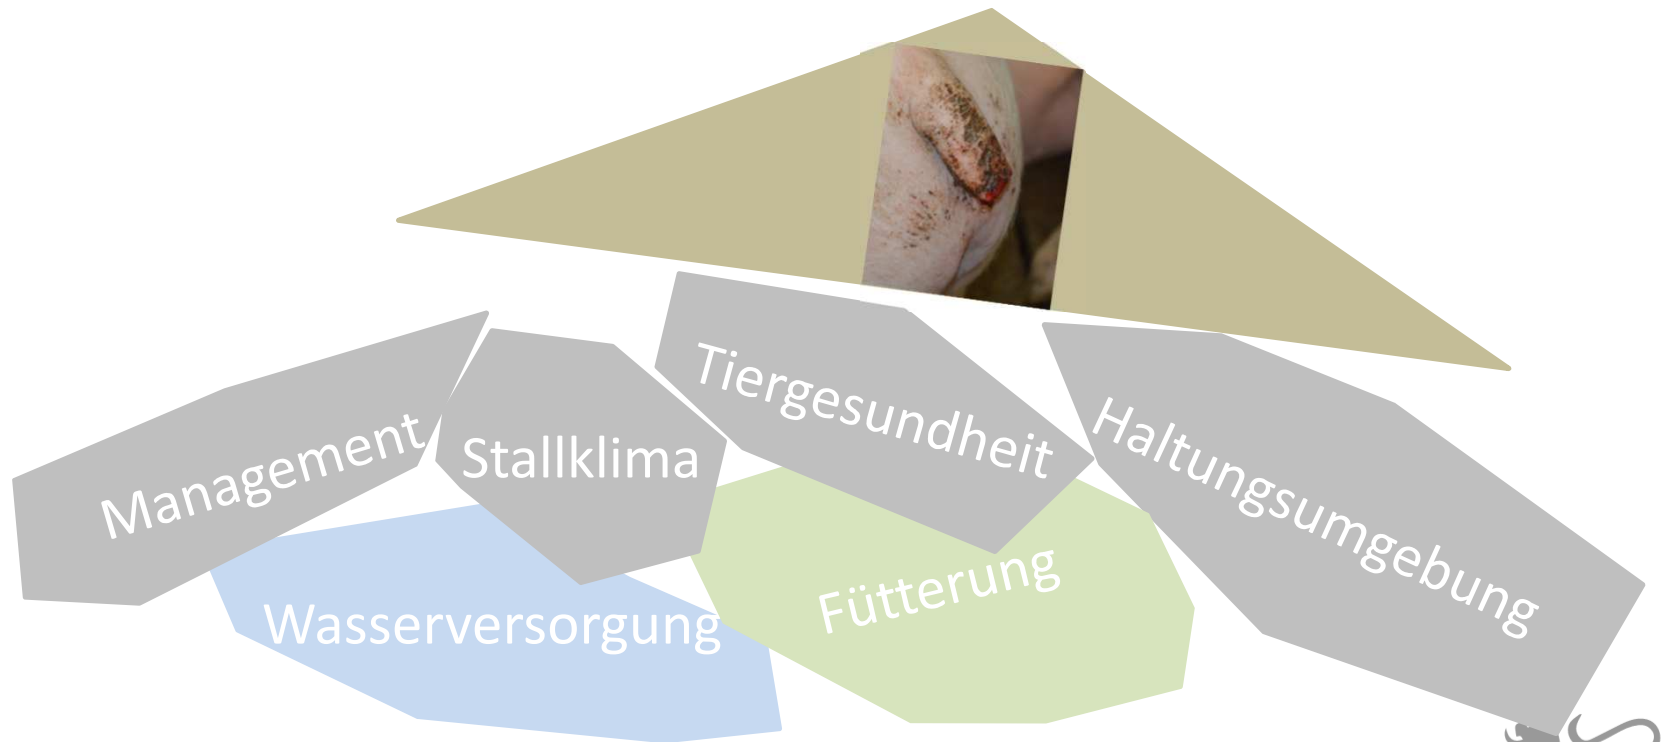 Tiergesundheit
Management
Stallklima
Haltungsumgebung
Wasserversorgung
Fütterung